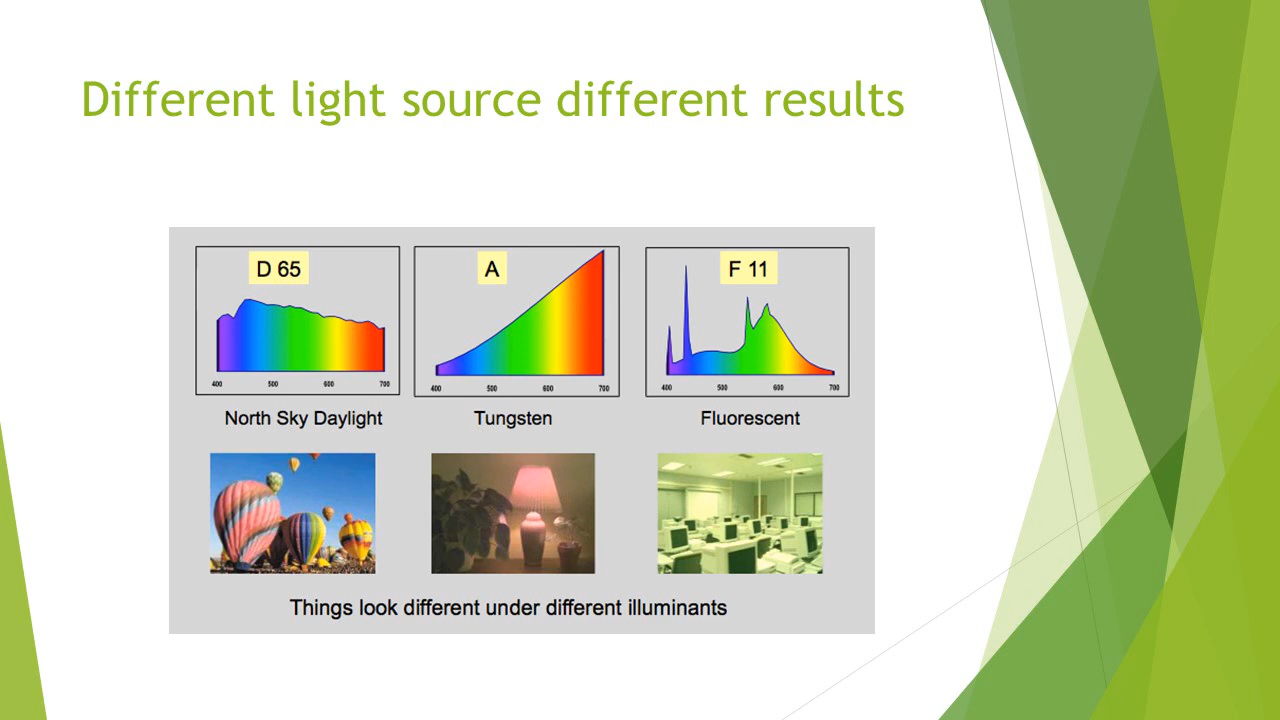 Different light source different results
D 65
A
F 11
400 500 600 700
400 500 600 700
400 500 600 700
North Sky Daylight
Tungsten
Fluorescent
Things look different under different illuminants